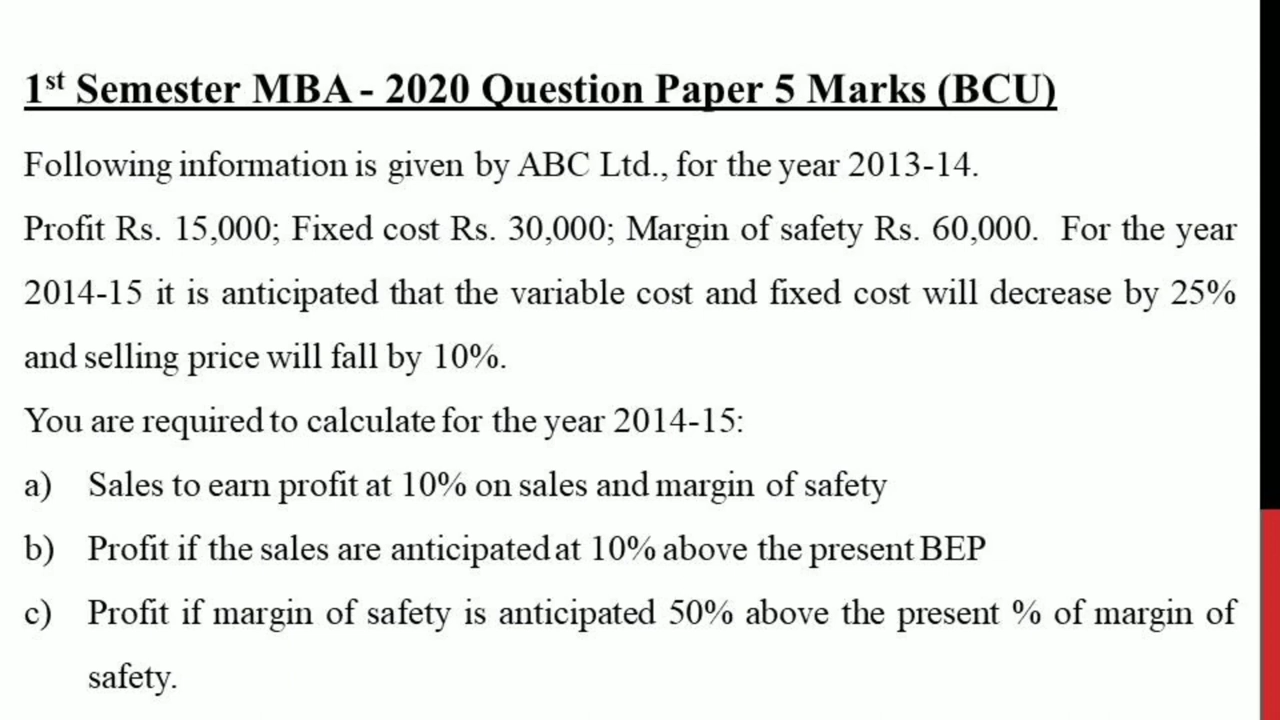 1st Semester MBA - 2020 Question Paper 5 Marks (BCU)
Following information is given by ABC Ltd., for the year 2013-14.
Profit Rs. 15,000; Fixed cost Rs. 30,000; Margin of safety Rs. 60,000. For the year
2014-15 it is anticipated that the variable cost and fixed cost will decrease by 25%
and selling price will fall by 10%.
You are required to calculate for the year 2014-15:
a) Sales to earn profit at 10% on sales and margin of safety
b) Profit if the sales are anticipated at 10% above the present BEP
c) Profit if margin of safety is anticipated 50% above the present % of margin of
safety.